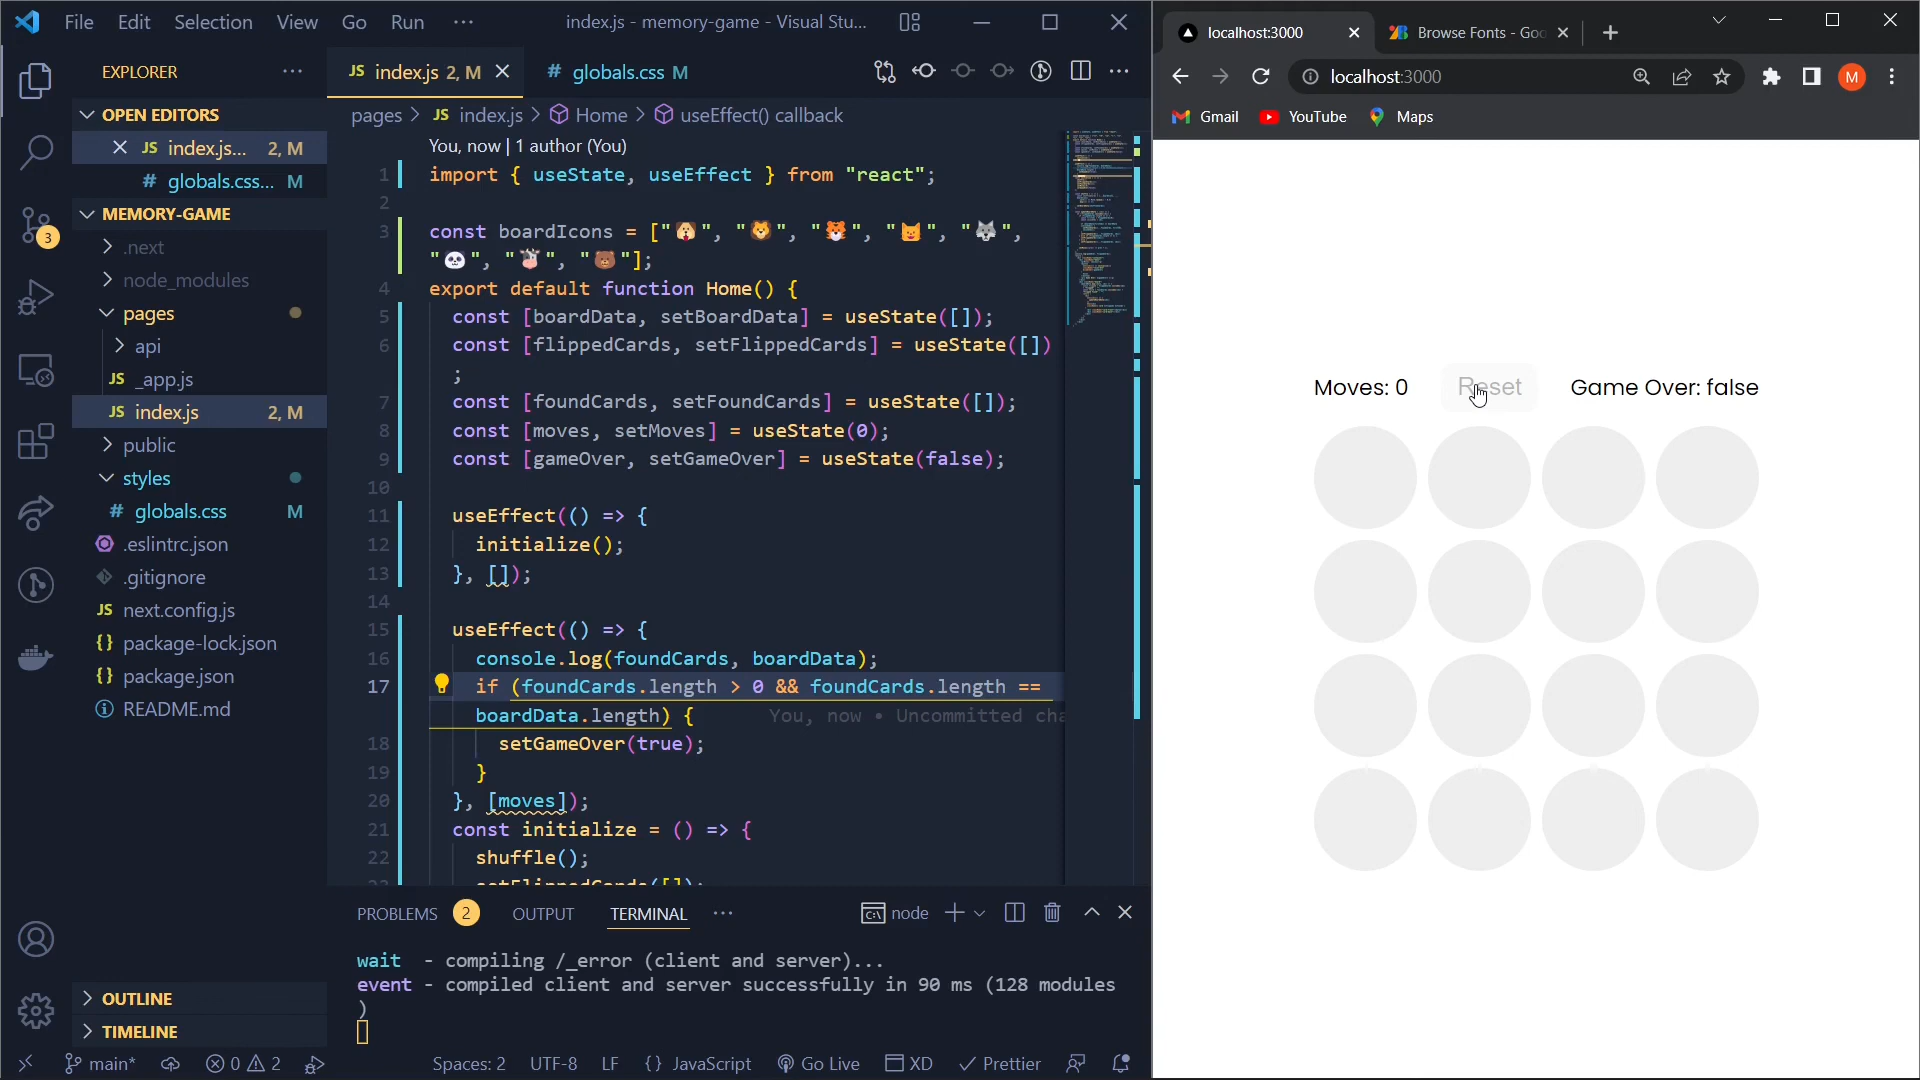 File Edit Selection View Go Run ··· index.js - memory-game - Visual Stu...
EXPLORER
OPEN EDITORS
JS index.js... 2, M
# globals.css... M
MEMORY-GAME
.next
node_modules
pages
api
JS _app.js
JS index.js 2, M
public
styles
# globals.css M
.eslintrc.json
.gitignore
JS next.config.js
{} package-lock.json
{} package.json
README.md
OUTLINE
TIMELINE
3
JS index.js 2, M
# globals.css M
pages > JS index.js > Home > useEffect() callback
You, now | 1 author (You)
1 import { useState, useEffect } from "react";
2
3 const boardIcons = ["🐶", "🦁", "🐯", "🐱", "🐺",
"🐼", "🐮", "🐻"];
4 export default function Home() {
5 const [boardData, setBoardData] = useState([]);
6 const [flippedCards, setFlippedCards] = useState([])
;
7 const [foundCards, setFoundCards] = useState([]);
8 const [moves, setMoves] = useState(0);
9 const [gameOver, setGameOver] = useState(false);
10
11 useEffect(() => {
12 initialize();
13 }, []);
14
15 useEffect(() => {
16 console.log(foundCards, boardData);
17 if (foundCards.length > 0 && foundCards.length ==
boardData.length) { You, now • Uncommitted cha
18 setGameOver(true);
19 }
20 }, [moves]);
21 const initialize = () => {
22 shuffle();
23 setFlippedCards([]);
PROBLEMS 2 OUTPUT TERMINAL ··· node
wait - compiling /_error (client and server)...
event - compiled client and server successfully in 90 ms (128 modules
)
main* 0 2 Spaces: 2 UTF-8 LF {} JavaScript Go Live XD Prettier
localhost:3000 Browse Fonts - Goo
localhost:3000 M
Gmail YouTube Maps
Moves: 0 Reset Game Over: false